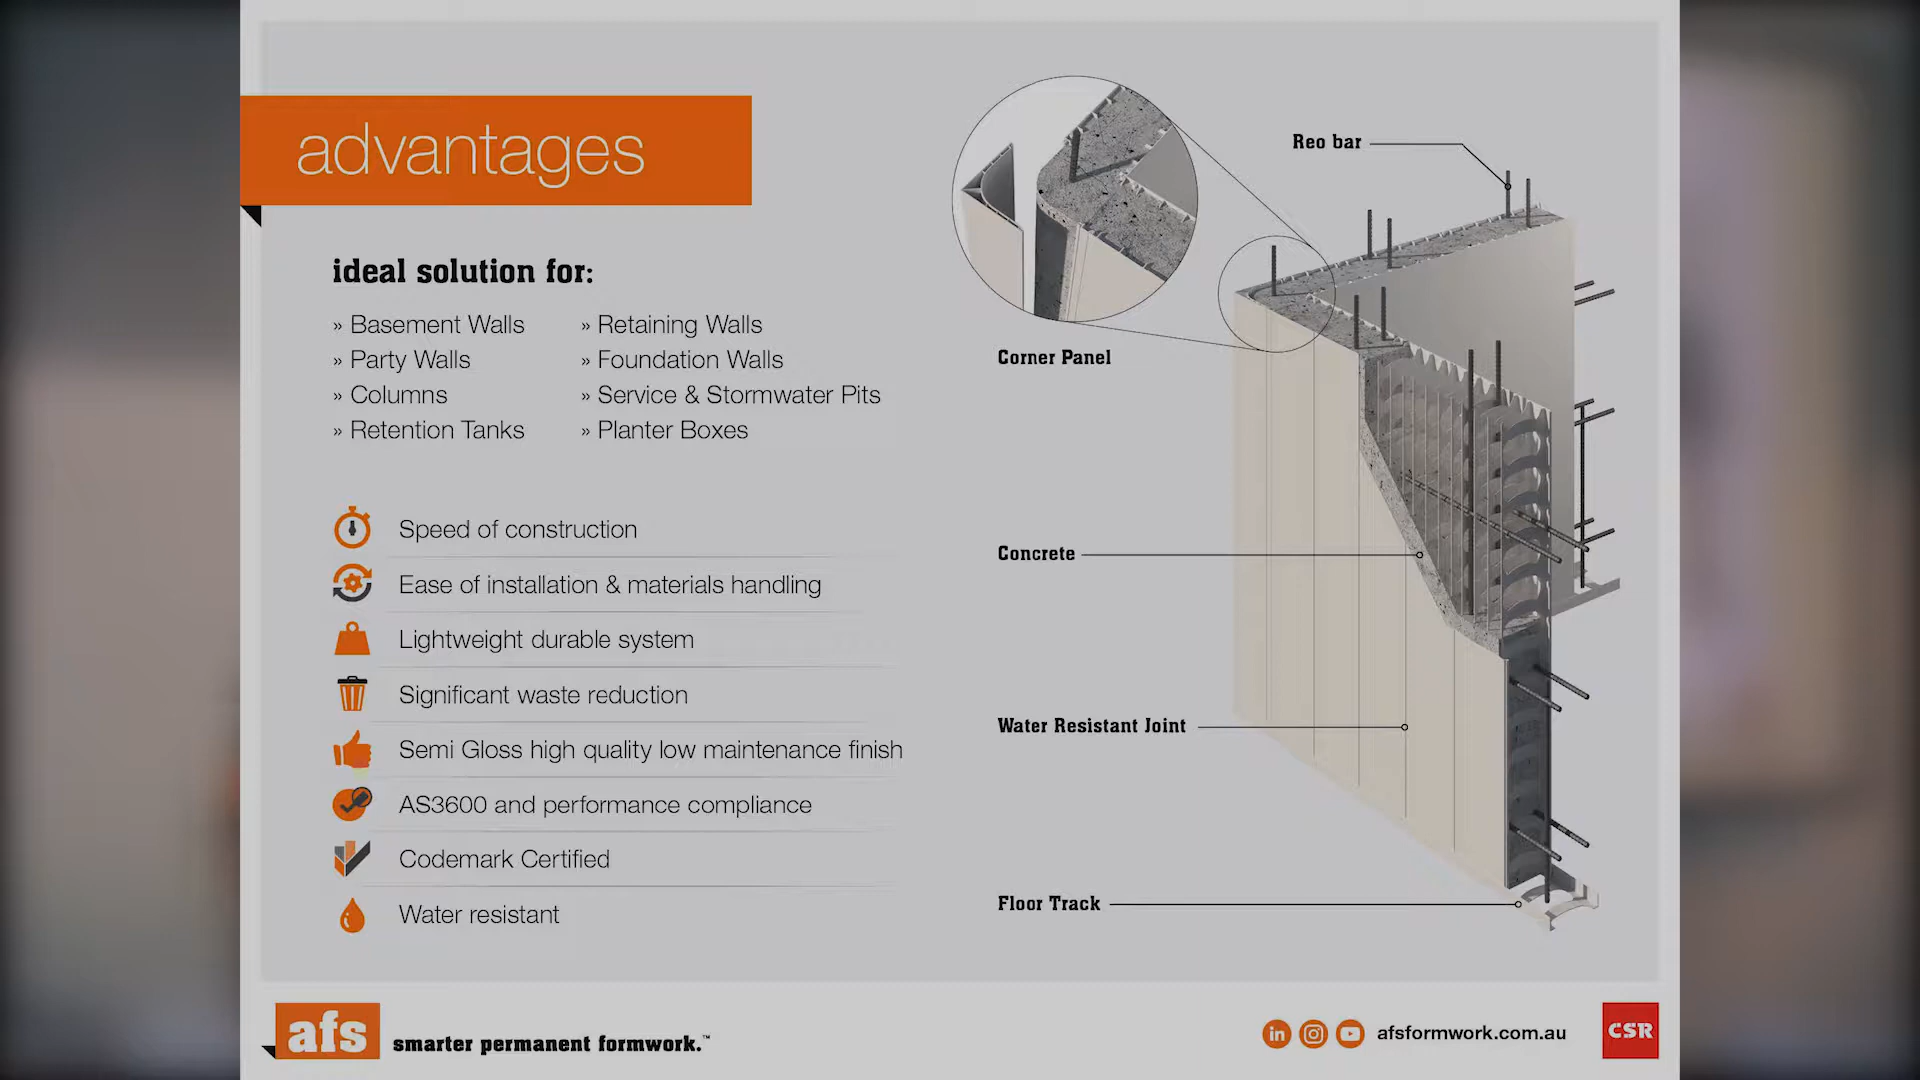 advantages
ideal solution for:
» Basement Walls
» Party Walls
» Columns
» Retention Tanks
» Retaining Walls
» Foundation Walls
» Service & Stormwater Pits
» Planter Boxes
Speed of construction
Ease of installation & materials handling
Lightweight durable system
Significant waste reduction
Semi Gloss high quality low maintenance finish
AS3600 and performance compliance
Codemark Certified
Water resistant
Reo bar
Corner Panel
Concrete
Water Resistant Joint
Floor Track
afs
smarter permanent formwork.™
in
afsformwork.com.au
CSR